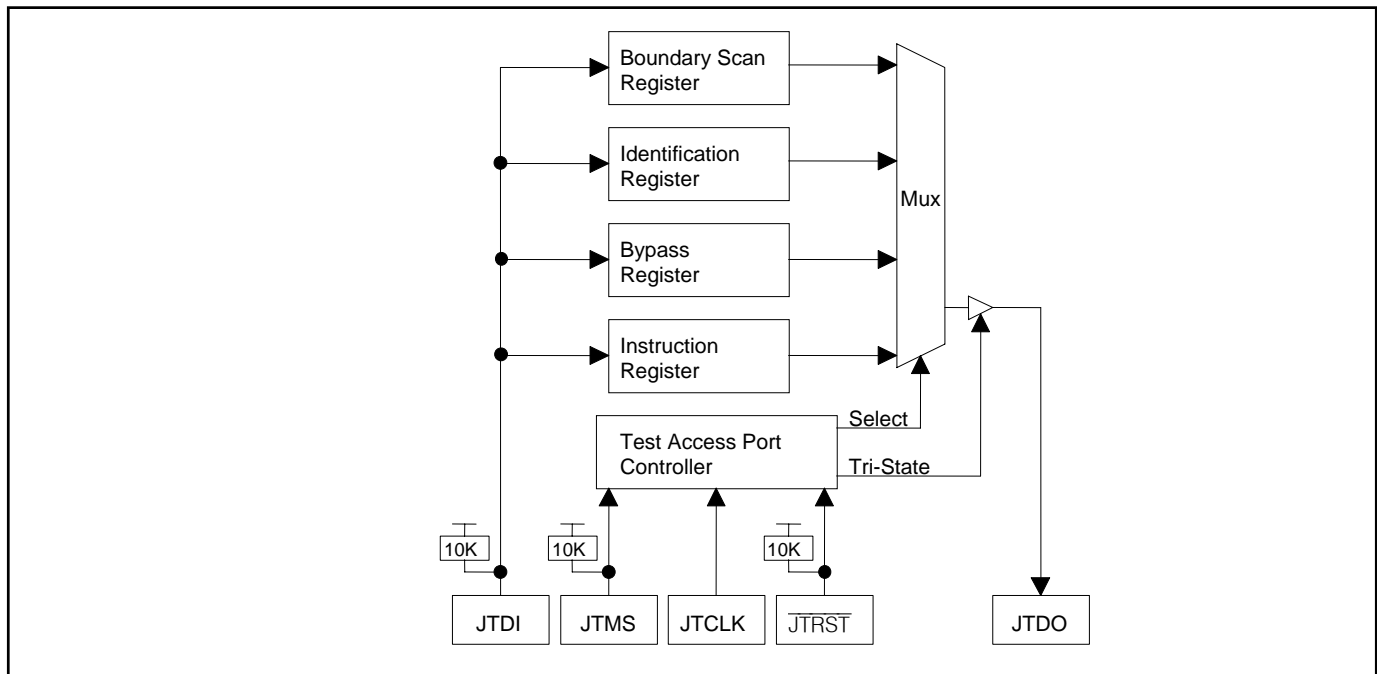 Boundary Scan
Register
Identification
Register
Mux
Bypass
Register
Instruction
Register
Select
Test Access Port
Controller
Tri-State
10K
10K
10K
JTDI
JTMS
JTCLK
JTRST
JTDO